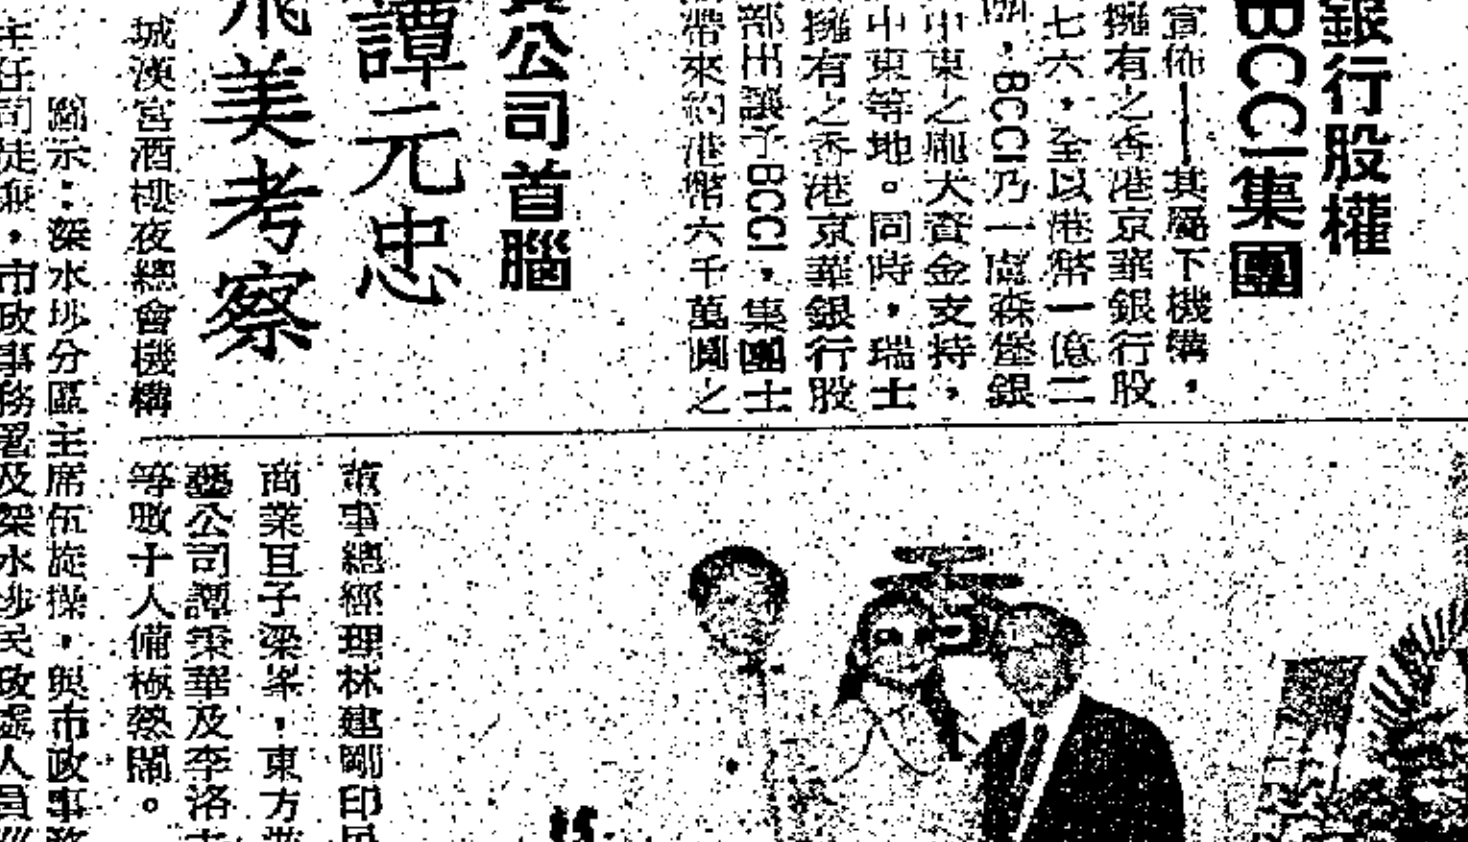 銀行股權
BCCI集團
宣佈——其屬下機構，
擁有之香港京華銀行股
七六，全以港幣一億二
BCCI乃一盧森堡銀
中東之龐大資金支持，
中東等地。同時，瑞士
擁有之香港京華銀行股
部出讓予BCCI，集團士
帶來約港幣六千萬圓之
公司首腦
譚元忠
飛美考察
城漢宮酒樓夜總會機構
董事總經理林建剛
商業鉅子梁峯，東方
公司譚秉華及李洛
等數十人備極熱鬧。
關示：深水埗分區主席伍旋操，與市政事務
主任司徒兼，市政事務署及深水埗民政處人員巡